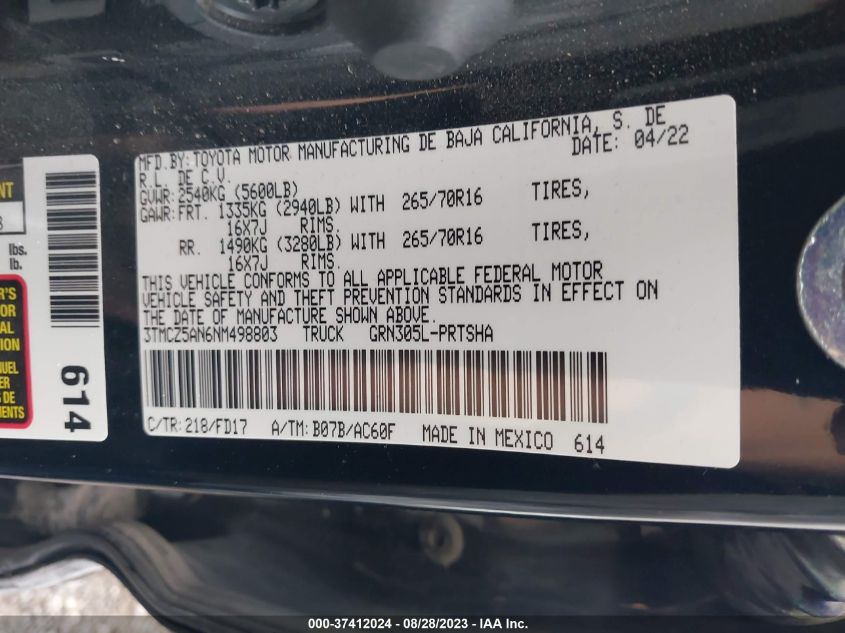 MFD.BY:TOYOTA MOTOR MANUFACTURING DE BAJA CALIFORNIA, S. DE
R.L. DE C.V. DATE: 04/22
GVWR:2540KG (5600LB)
GAWR:FRT. 1335KG (2940LB) WITH 265/70R16 TIRES,
16X7J RIMS.
RR. 1490KG (3280LB) WITH 265/70R16 TIRES,
16X7J RIMS.
THIS VEHICLE CONFORMS TO ALL APPLICABLE FEDERAL MOTOR
VEHICLE SAFETY AND THEFT PREVENTION STANDARDS IN EFFECT ON
THE DATE OF MANUFACTURE SHOWN ABOVE.
3TMCZ5AN6NM498803 TRUCK GRN305L-PRTSHA
C/TR:218/FD17 A/TM:B07B/AC60F MADE IN MEXICO 614
NT
lbs.
lb.
614
000-37412024 | 08/28/2023 - IAA Inc.